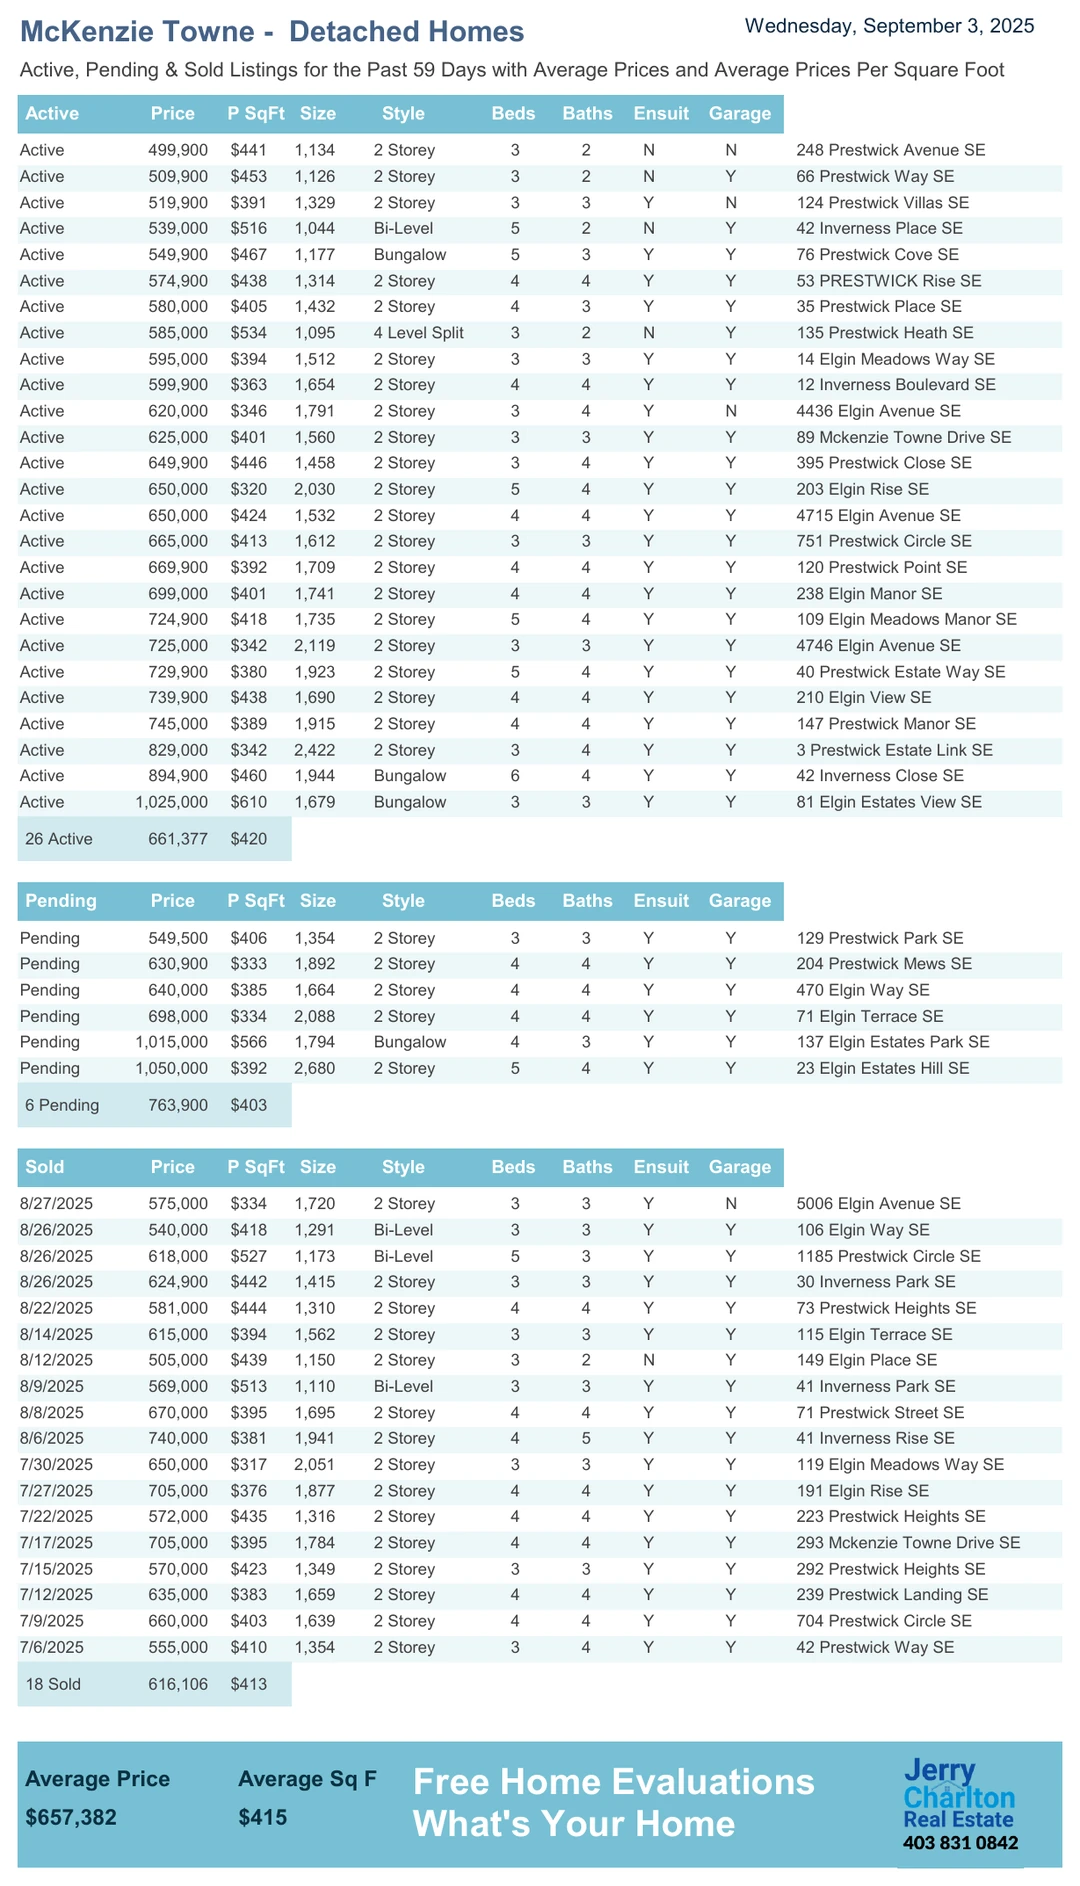 McKenzie Towne -  Detached Homes
Wednesday, September 3, 2025
Active, Pending & Sold Listings for the Past 59 Days with Average Prices and Average Prices Per Square Foot
Active Price P SqFt Size Style Beds Baths Ensuit Garage
Active 499,900 $441 1,134 2 Storey 3 2 N N 248 Prestwick Avenue SE
Active 509,900 $453 1,126 2 Storey 3 2 N Y 66 Prestwick Way SE
Active 519,900 $391 1,329 2 Storey 3 3 Y N 124 Prestwick Villas SE
Active 539,000 $516 1,044 Bi-Level 5 2 N Y 42 Inverness Place SE
Active 549,900 $467 1,177 Bungalow 5 3 Y Y 76 Prestwick Cove SE
Active 574,900 $438 1,314 2 Storey 4 4 Y Y 53 PRESTWICK Rise SE
Active 580,000 $405 1,432 2 Storey 4 3 Y Y 35 Prestwick Place SE
Active 585,000 $534 1,095 4 Level Split 3 2 N Y 135 Prestwick Heath SE
Active 595,000 $394 1,512 2 Storey 3 3 Y Y 14 Elgin Meadows Way SE
Active 599,900 $363 1,654 2 Storey 4 4 Y Y 12 Inverness Boulevard SE
Active 620,000 $346 1,791 2 Storey 3 4 Y N 4436 Elgin Avenue SE
Active 625,000 $401 1,560 2 Storey 3 3 Y Y 89 Mckenzie Towne Drive SE
Active 649,900 $446 1,458 2 Storey 3 4 Y Y 395 Prestwick Close SE
Active 650,000 $320 2,030 2 Storey 5 4 Y Y 203 Elgin Rise SE
Active 650,000 $424 1,532 2 Storey 4 4 Y Y 4715 Elgin Avenue SE
Active 665,000 $413 1,612 2 Storey 3 3 Y Y 751 Prestwick Circle SE
Active 669,900 $392 1,709 2 Storey 4 4 Y Y 120 Prestwick Point SE
Active 699,000 $401 1,741 2 Storey 4 4 Y Y 238 Elgin Manor SE
Active 724,900 $418 1,735 2 Storey 5 4 Y Y 109 Elgin Meadows Manor SE
Active 725,000 $342 2,119 2 Storey 3 3 Y Y 4746 Elgin Avenue SE
Active 729,900 $380 1,923 2 Storey 5 4 Y Y 40 Prestwick Estate Way SE
Active 739,900 $438 1,690 2 Storey 4 4 Y Y 210 Elgin View SE
Active 745,000 $389 1,915 2 Storey 4 4 Y Y 147 Prestwick Manor SE
Active 829,000 $342 2,422 2 Storey 3 4 Y Y 3 Prestwick Estate Link SE
Active 894,900 $460 1,944 Bungalow 6 4 Y Y 42 Inverness Close SE
Active 1,025,000 $610 1,679 Bungalow 3 3 Y Y 81 Elgin Estates View SE
26 Active 661,377 $420
Pending Price P SqFt Size Style Beds Baths Ensuit Garage
Pending 549,500 $406 1,354 2 Storey 3 3 Y Y 129 Prestwick Park SE
Pending 630,900 $333 1,892 2 Storey 4 4 Y Y 204 Prestwick Mews SE
Pending 640,000 $385 1,664 2 Storey 4 4 Y Y 470 Elgin Way SE
Pending 698,000 $334 2,088 2 Storey 4 4 Y Y 71 Elgin Terrace SE
Pending 1,015,000 $566 1,794 Bungalow 4 3 Y Y 137 Elgin Estates Park SE
Pending 1,050,000 $392 2,680 2 Storey 5 4 Y Y 23 Elgin Estates Hill SE
6 Pending 763,900 $403
Sold Price P SqFt Size Style Beds Baths Ensuit Garage
8/27/2025 575,000 $334 1,720 2 Storey 3 3 Y N 5006 Elgin Avenue SE
8/26/2025 540,000 $418 1,291 Bi-Level 3 3 Y Y 106 Elgin Way SE
8/26/2025 618,000 $527 1,173 Bi-Level 5 3 Y Y 1185 Prestwick Circle SE
8/26/2025 624,900 $442 1,415 2 Storey 3 3 Y Y 30 Inverness Park SE
8/22/2025 581,000 $444 1,310 2 Storey 4 4 Y Y 73 Prestwick Heights SE
8/14/2025 615,000 $394 1,562 2 Storey 3 3 Y Y 115 Elgin Terrace SE
8/12/2025 505,000 $439 1,150 2 Storey 3 2 N Y 149 Elgin Place SE
8/9/2025 569,000 $513 1,110 Bi-Level 3 3 Y Y 41 Inverness Park SE
8/8/2025 670,000 $395 1,695 2 Storey 4 4 Y Y 71 Prestwick Street SE
8/6/2025 740,000 $381 1,941 2 Storey 4 5 Y Y 41 Inverness Rise SE
7/30/2025 650,000 $317 2,051 2 Storey 3 3 Y Y 119 Elgin Meadows Way SE
7/27/2025 705,000 $376 1,877 2 Storey 4 4 Y Y 191 Elgin Rise SE
7/22/2025 572,000 $435 1,316 2 Storey 4 4 Y Y 223 Prestwick Heights SE
7/17/2025 705,000 $395 1,784 2 Storey 4 4 Y Y 293 Mckenzie Towne Drive SE
7/15/2025 570,000 $423 1,349 2 Storey 3 3 Y Y 292 Prestwick Heights SE
7/12/2025 635,000 $383 1,659 2 Storey 4 4 Y Y 239 Prestwick Landing SE
7/9/2025 660,000 $403 1,639 2 Storey 4 4 Y Y 704 Prestwick Circle SE
7/6/2025 555,000 $410 1,354 2 Storey 3 4 Y Y 42 Prestwick Way SE
18 Sold 616,106 $413
Average Price Average Sq F
$657,382 $415
Free Home Evaluations
What's Your Home
Jerry
Charlton
Real Estate
403 831 0842